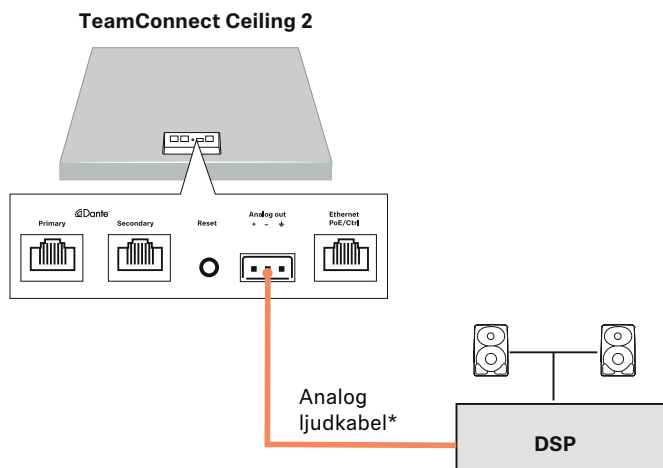 TeamConnect Ceiling 2
Dante®
Primary
Secondary
Reset
Analog out
+ - ⏚
Ethernet
PoE/Ctrl
Analog
ljudkabel*
DSP